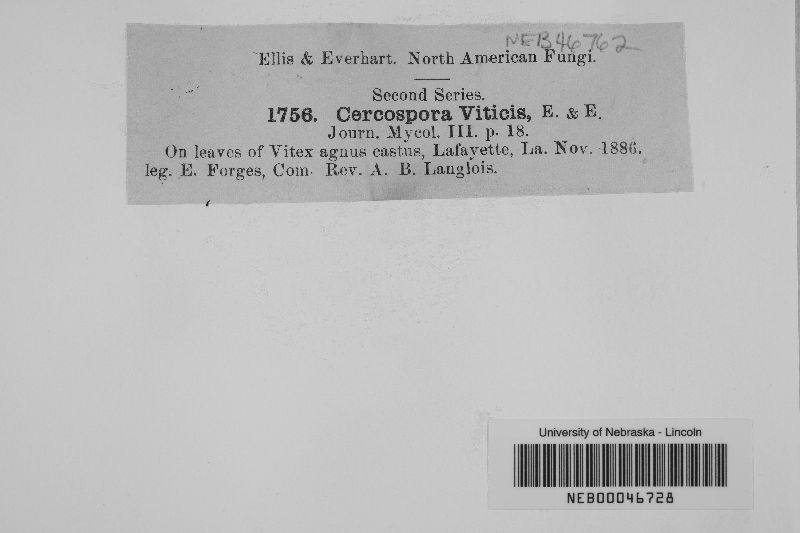 NEB46762
Ellis & Everhart. North American Fungi.
Second Series.
1756. Cercospora Viticis, E. & E.
Journ. Mycol. III. p. 18.
On leaves of Vitex agnus castus, Lafayette, La. Nov. 1886.
leg. E. Forges, Com. Rev. A. B. Langlois.
University of Nebraska - Lincoln
NEB00046728